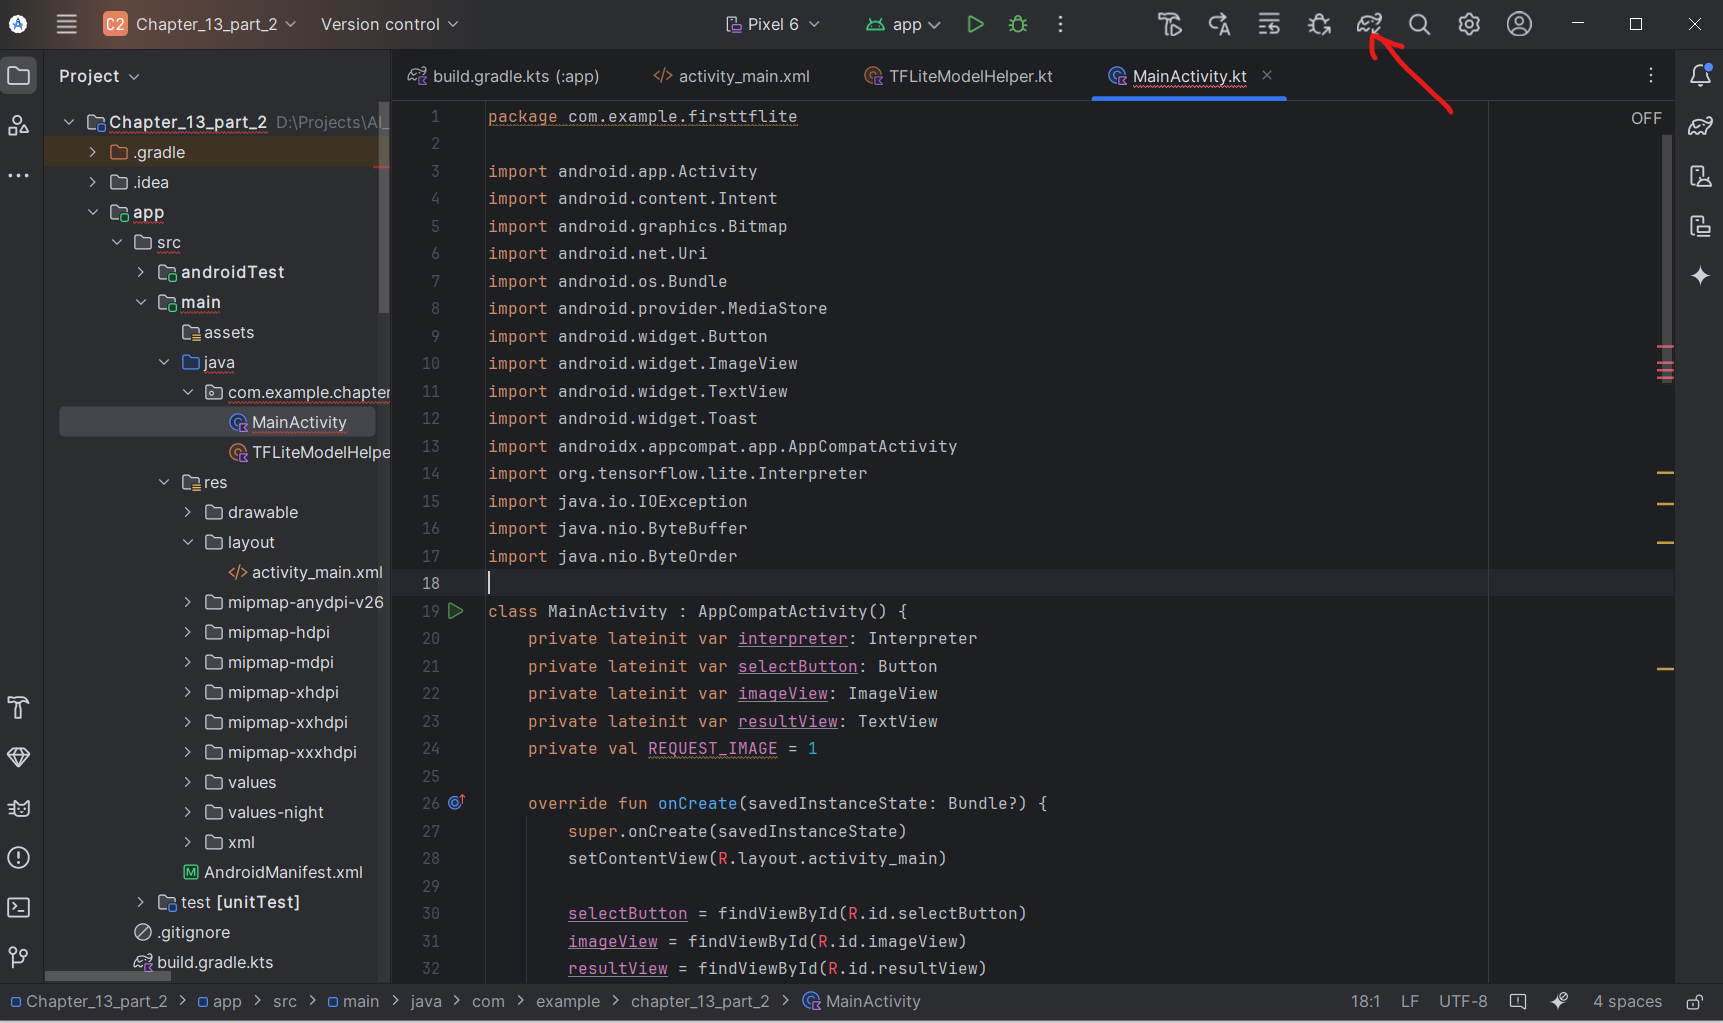 C2 Chapter_13_part_2 Version control Pixel 6 app
Project
build.gradle.kts (:app) activity_main.xml TFLiteModelHelper.kt MainActivity.kt
Chapter_13_part_2 D:\Projects\AI_
.gradle
.idea
app
src
androidTest
main
assets
java
com.example.chapter
MainActivity
TFLiteModelHelpe
res
drawable
layout
activity_main.xml
mipmap-anydpi-v26
mipmap-hdpi
mipmap-mdpi
mipmap-xhdpi
mipmap-xxhdpi
mipmap-xxxhdpi
values
values-night
xml
AndroidManifest.xml
test [unitTest]
.gitignore
build.gradle.kts
OFF
1 package com.example.firsttflite
2
3 import android.app.Activity
4 import android.content.Intent
5 import android.graphics.Bitmap
6 import android.net.Uri
7 import android.os.Bundle
8 import android.provider.MediaStore
9 import android.widget.Button
10 import android.widget.ImageView
11 import android.widget.TextView
12 import android.widget.Toast
13 import androidx.appcompat.app.AppCompatActivity
14 import org.tensorflow.lite.Interpreter
15 import java.io.IOException
16 import java.nio.ByteBuffer
17 import java.nio.ByteOrder
18
19 class MainActivity : AppCompatActivity() {
20 private lateinit var interpreter: Interpreter
21 private lateinit var selectButton: Button
22 private lateinit var imageView: ImageView
23 private lateinit var resultView: TextView
24 private val REQUEST_IMAGE = 1
25
26 override fun onCreate(savedInstanceState: Bundle?) {
27 super.onCreate(savedInstanceState)
28 setContentView(R.layout.activity_main)
29
30 selectButton = findViewById(R.id.selectButton)
31 imageView = findViewById(R.id.imageView)
32 resultView = findViewById(R.id.resultView)
Chapter_13_part_2 > app > src > main > java > com > example > chapter_13_part_2 > MainActivity 18:1 LF UTF-8 4 spaces